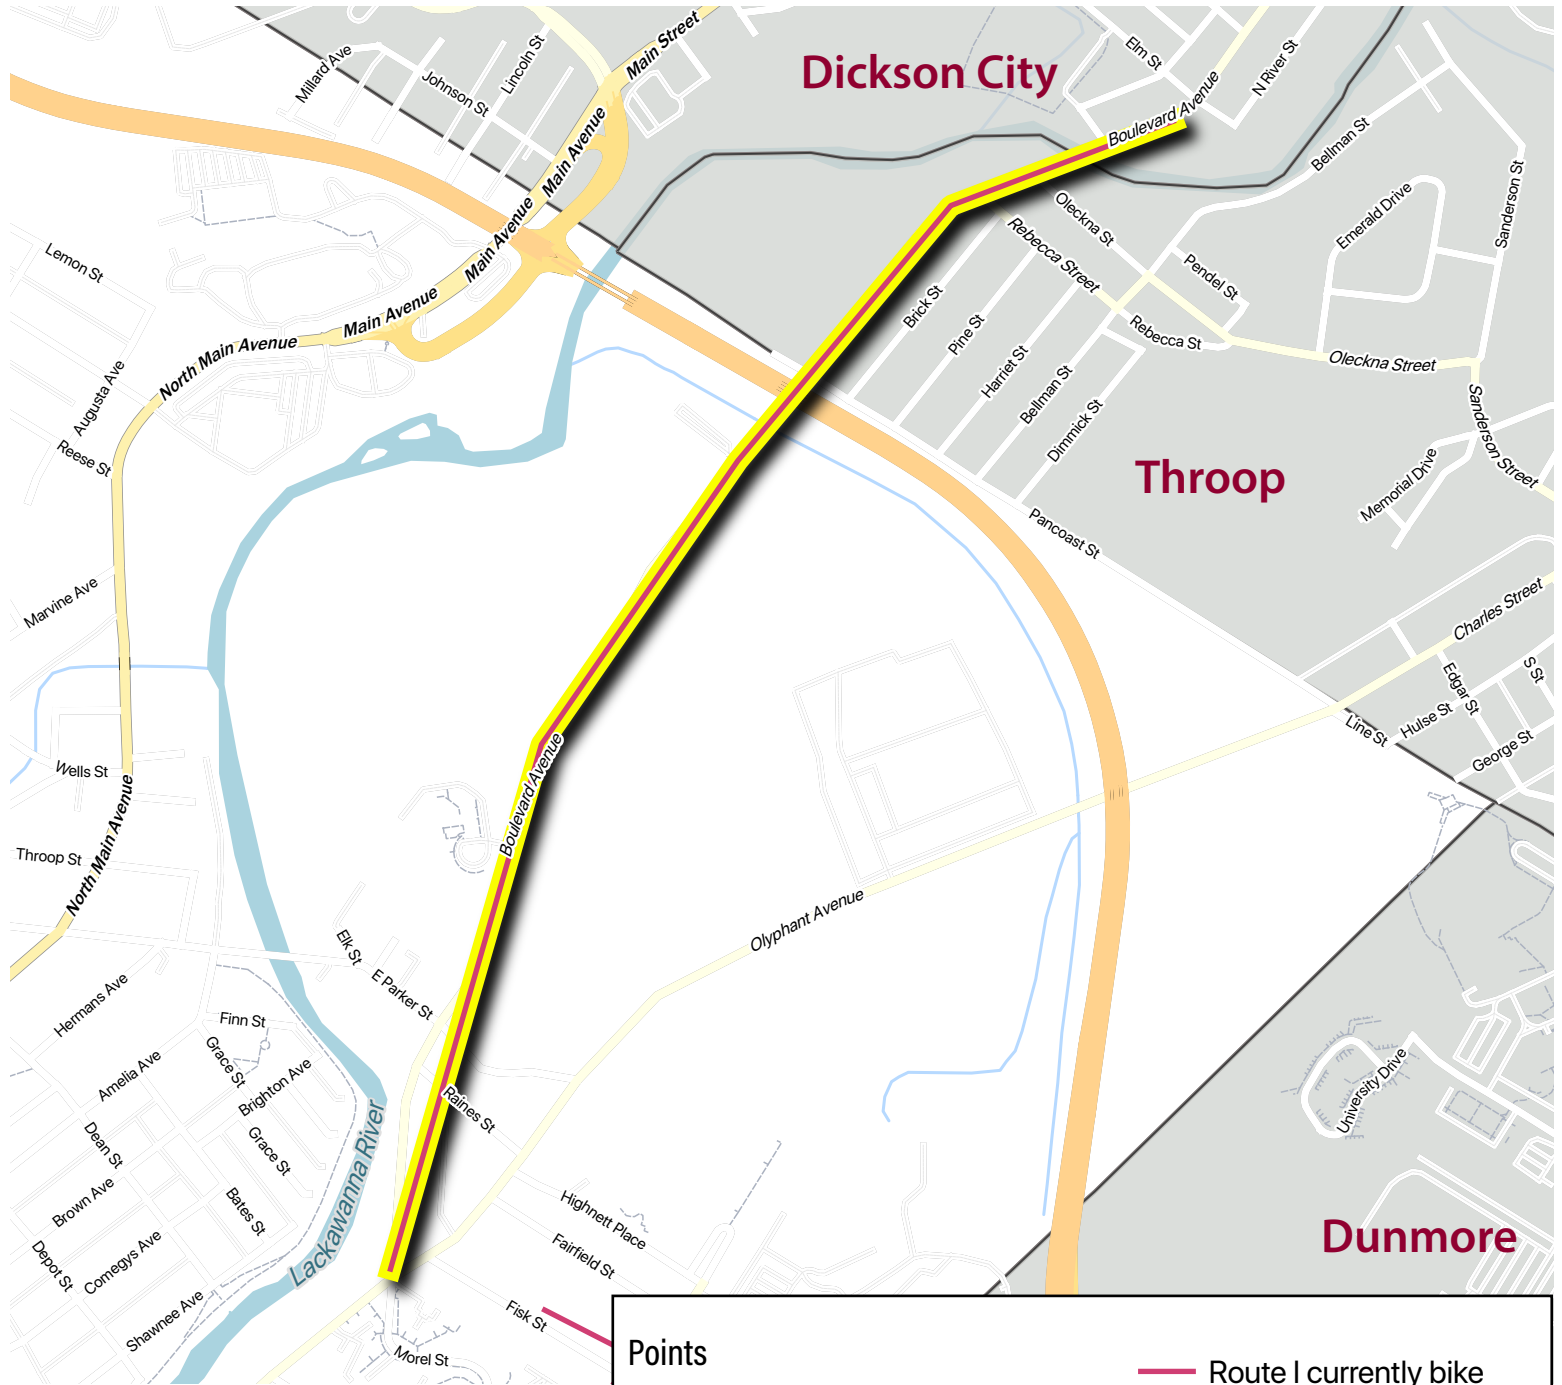 Dickson City
Main Street
Elm St
N River St
Lincoln St
Millard Ave
Johnson St
Boulevard Avenue
Main Avenue
Bellman St
Sanderson St
Emerald Drive
Oleckna St
Main Avenue
Rebecca Street
Lemon St
Pendel St
Brick St
Main Avenue
Pine St
Rebecca St
North Main Avenue
Harriet St
Oleckna Street
Augusta Ave
Bellman St
Dimmick St
Sanderson Street
Reese St
Throop
Memorial Drive
Pancoast St
Marvine Ave
Charles Street
S St
Edgar St
Hulse St
Line St
George St
Wells St
Boulevard Avenue
North Main Avenue
Throop St
Olyphant Avenue
Elk St
E Parker St
Hermans Ave
Finn St
Grace St
Amelia Ave
Brighton Ave
University Drive
Raines St
Dean St
Grace St
Lackawanna River
Brown Ave
Bates St
Highnett Place
Dunmore
Depot St
Comegys Ave
Fairfield St
Shawnee Ave
Fisk St
Morel St
Points
Route I currently bike